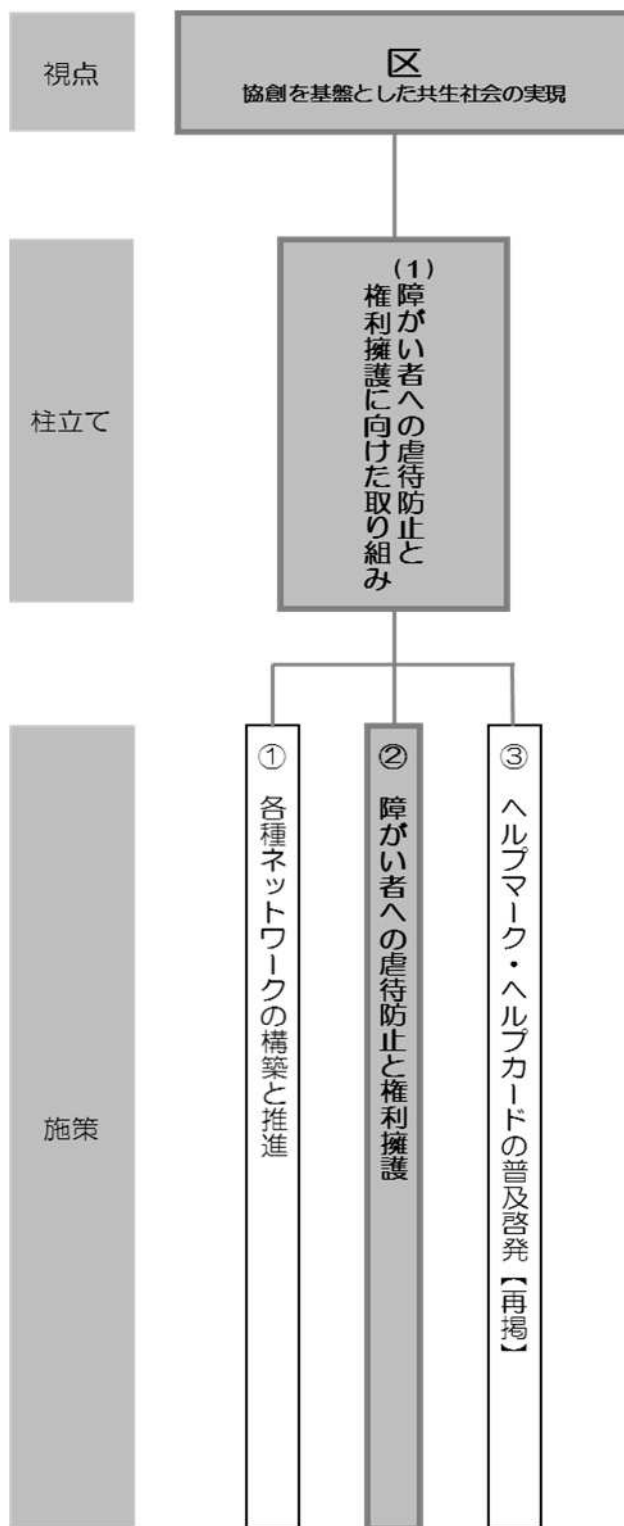 視点
区
協創を基盤とした共生社会の実現
柱立て
(1)
障がい者への虐待防止と
権利擁護に向けた取り組み
施策
① 各種ネットワークの構築と推進
② 障がい者への虐待防止と権利擁護
③ ヘルプマーク・ヘルプカードの普及啓発【再掲】